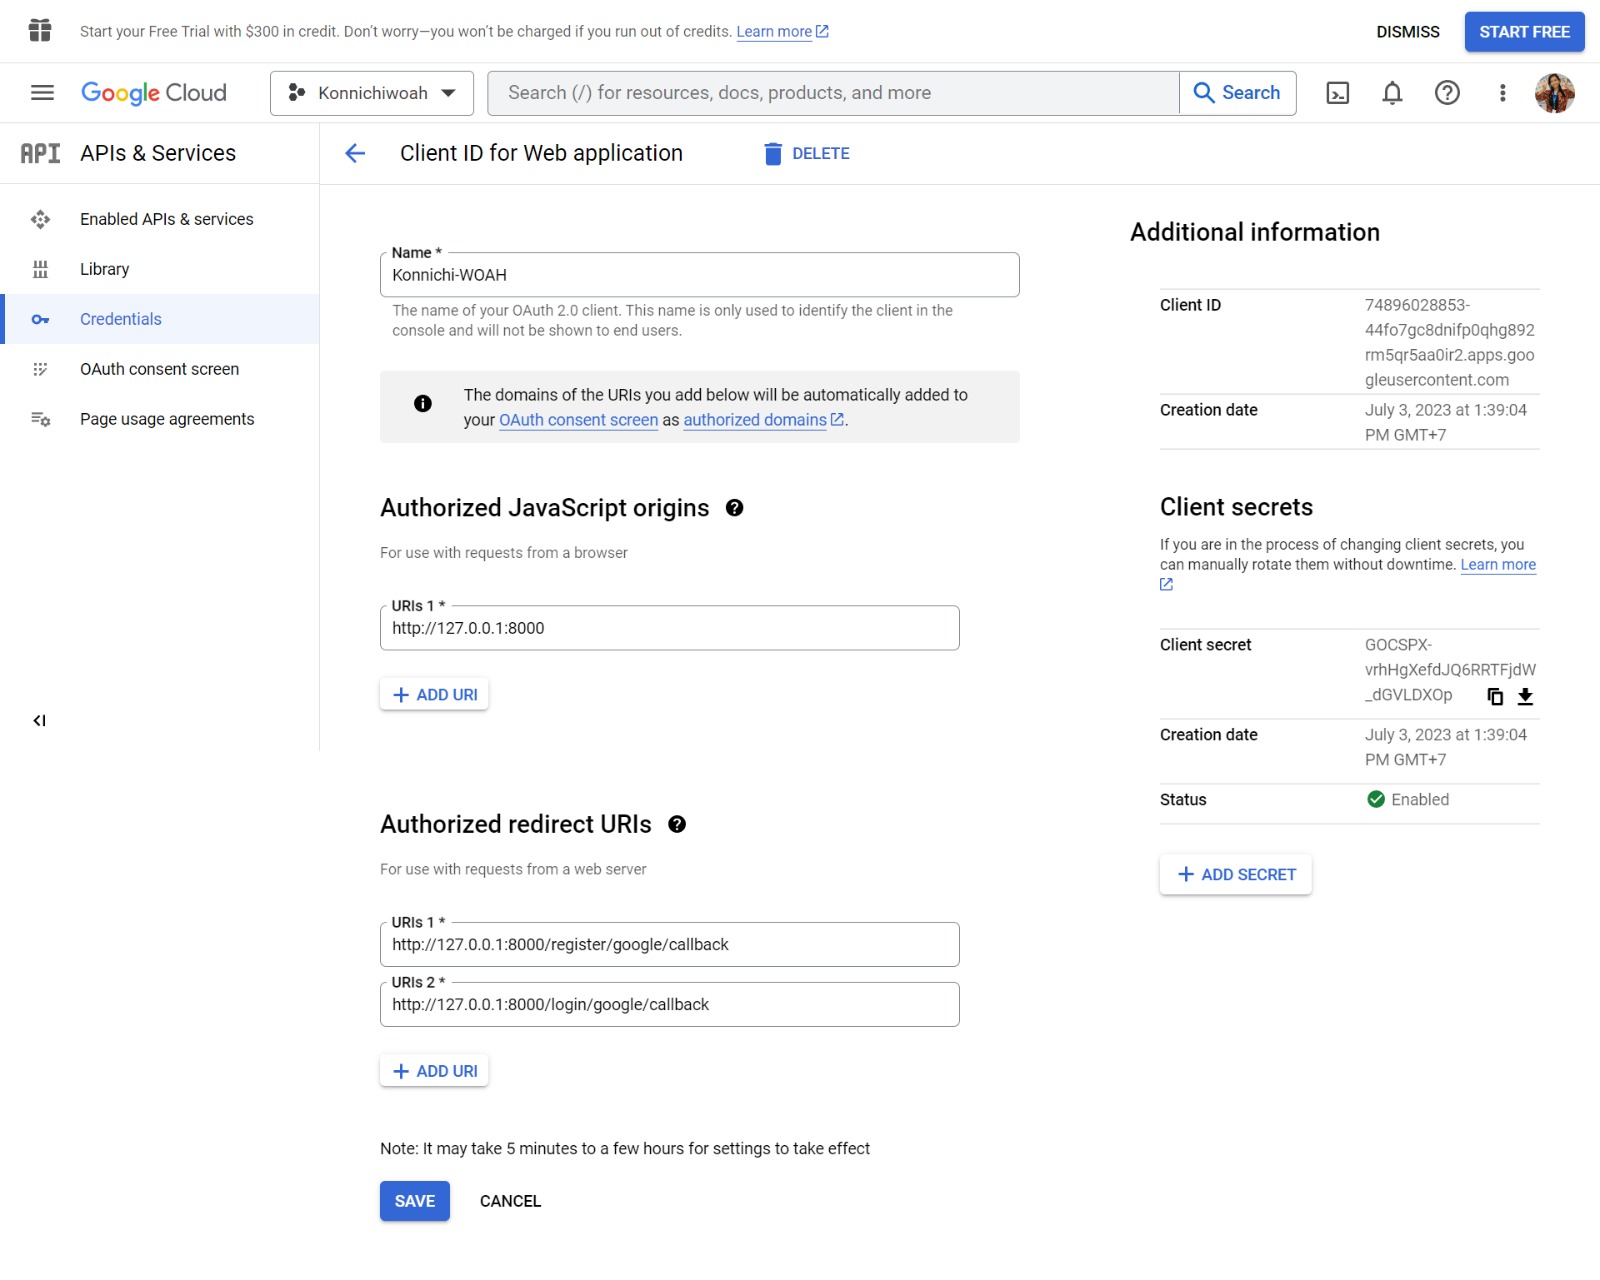 Start your Free Trial with $300 in credit. Don't worry—you won't be charged if you run out of credits. Learn more
DISMISS
START FREE
Google Cloud
Konnichiwoah
Search (/) for resources, docs, products, and more
Search
API APIs & Services
Client ID for Web application
DELETE
Enabled APIs & services
Library
Credentials
OAuth consent screen
Page usage agreements
Name *
Konnichi-WOAH
The name of your OAuth 2.0 client. This name is only used to identify the client in the
console and will not be shown to end users.
The domains of the URIs you add below will be automatically added to
your OAuth consent screen as authorized domains.
Authorized JavaScript origins
For use with requests from a browser
URIs 1 *
http://127.0.0.1:8000
ADD URI
Authorized redirect URIs
For use with requests from a web server
URIs 1 *
http://127.0.0.1:8000/register/google/callback
URIs 2 *
http://127.0.0.1:8000/login/google/callback
ADD URI
Note: It may take 5 minutes to a few hours for settings to take effect
SAVE
CANCEL
Additional information
Client ID
74896028853-
44fo7gc8dnifp0qhg892
rm5qr5aa0ir2.apps.goo
gleusercontent.com
Creation date
July 3, 2023 at 1:39:04
PM GMT+7
Client secrets
If you are in the process of changing client secrets, you
can manually rotate them without downtime. Learn more
Client secret
GOCSPX-
vrhHgXefdJQ6RRTFjdW
_dGVLDXOp
Creation date
July 3, 2023 at 1:39:04
PM GMT+7
Status
Enabled
ADD SECRET